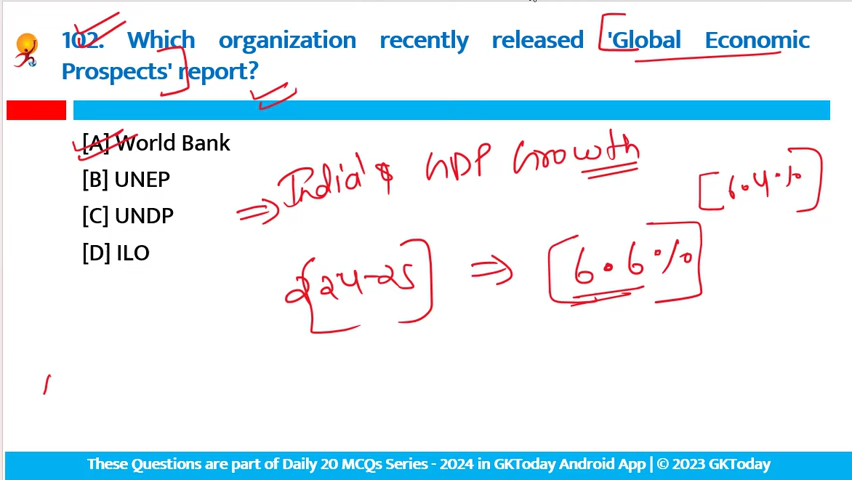 102. Which organization recently released 'Global Economic
Prospects' report?
[A] World Bank
[B] UNEP
[C] UNDP
[D] ILO
India's GDP Growth
[6.4%]
24-25 ⇒ [6.6%]
These Questions are part of Daily 20 MCQs Series - 2024 in GKToday Android App | © 2023 GKToday